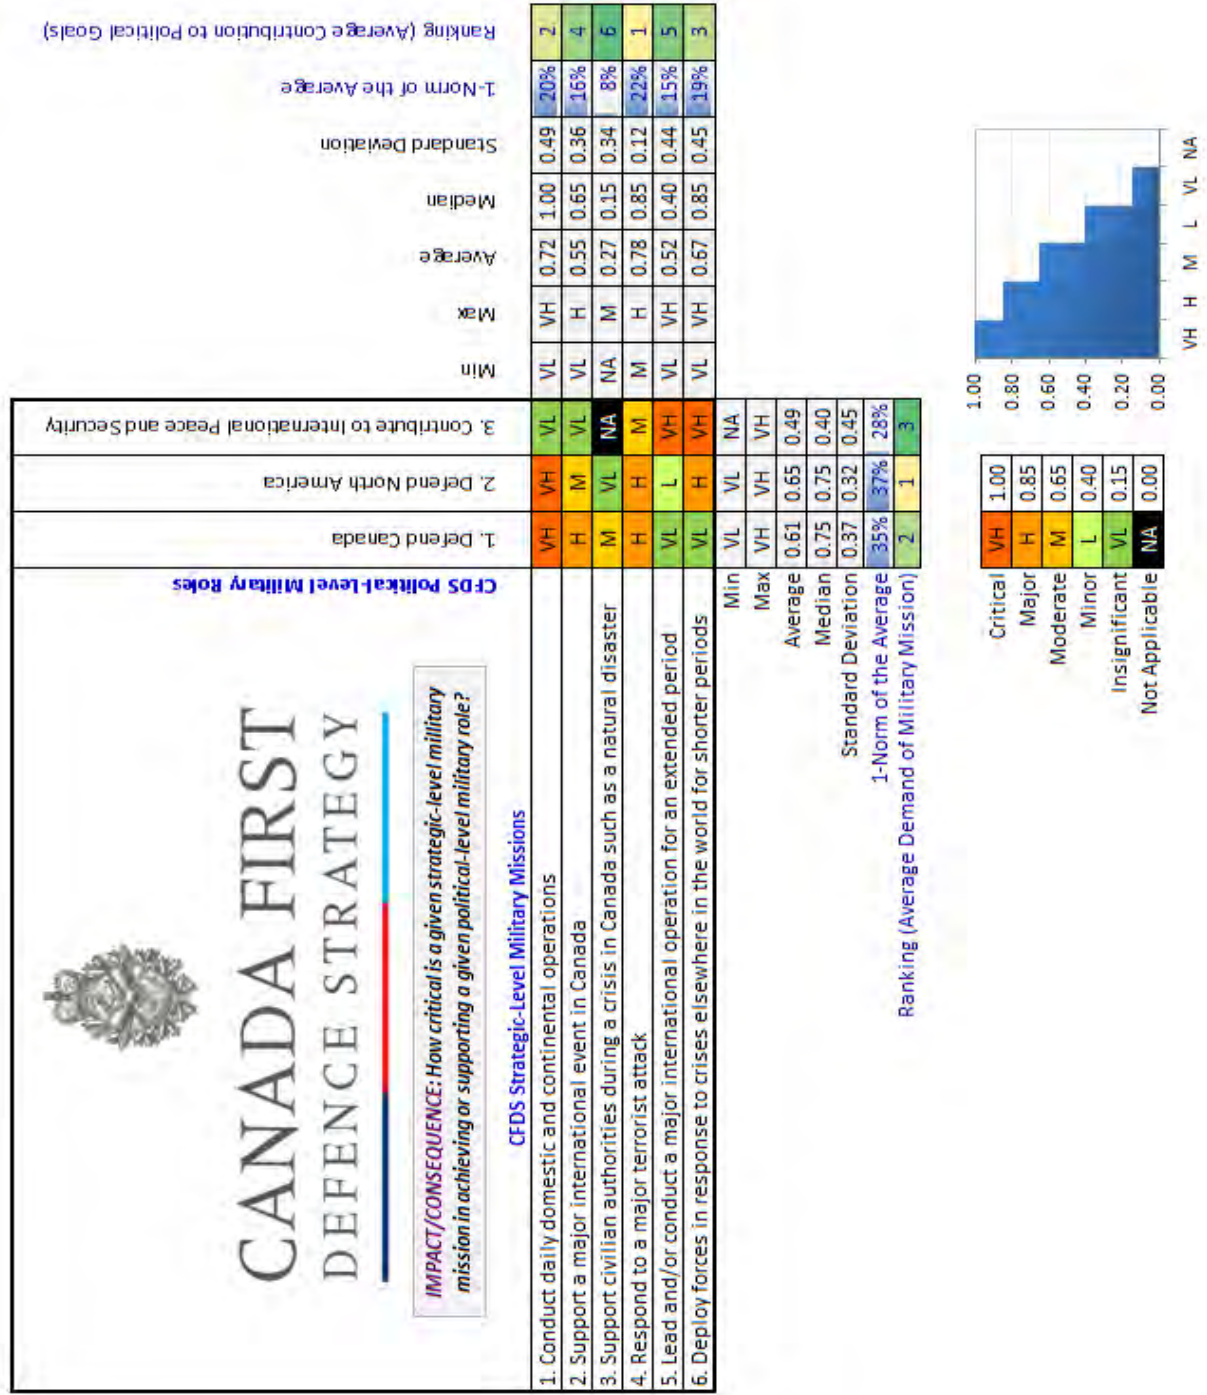 CANADA FIRST
DEFENCE STRATEGY
IMPACT/CONSEQUENCE: How critical is a given strategic-level military
mission in achieving or supporting a given political-level military role?
CFDS Political-Level Military Roles
1. Defend Canada
2. Defend North America
3. Contribute to International Peace and Security
Min
Max
Average
Median
Standard Deviation
1-Norm of the Average
Ranking (Average Contribution to Political Goals)
CFDS Strategic-Level Military Missions
1. Conduct daily domestic and continental operations VH VH VL VL VH 0.72 1.00 0.49 20% 2
2. Support a major international event in Canada H M VL VL H 0.55 0.65 0.36 16% 4
3. Support civilian authorities during a crisis in Canada such as a natural disaster M VL NA NA M 0.27 0.15 0.34 8% 6
4. Respond to a major terrorist attack H H M M H 0.78 0.85 0.12 22% 1
5. Lead and/or conduct a major international operation for an extended period VL L VH VL VH 0.52 0.40 0.44 15% 5
6. Deploy forces in response to crises elsewhere in the world for shorter periods VL H VH VL VH 0.67 0.85 0.45 19% 3
Min VL VL NA
Max VH VH VH
Average 0.61 0.65 0.49
Median 0.75 0.75 0.40
Standard Deviation 0.37 0.32 0.45
1-Norm of the Average 35% 37% 28%
Ranking (Average Demand of Military Mission) 2 1 3
Critical VH 1.00
Major H 0.85
Moderate M 0.65
Minor L 0.40
Insignificant VL 0.15
Not Applicable NA 0.00
1.00
0.80
0.60
0.40
0.20
0.00
VH H M L VL NA